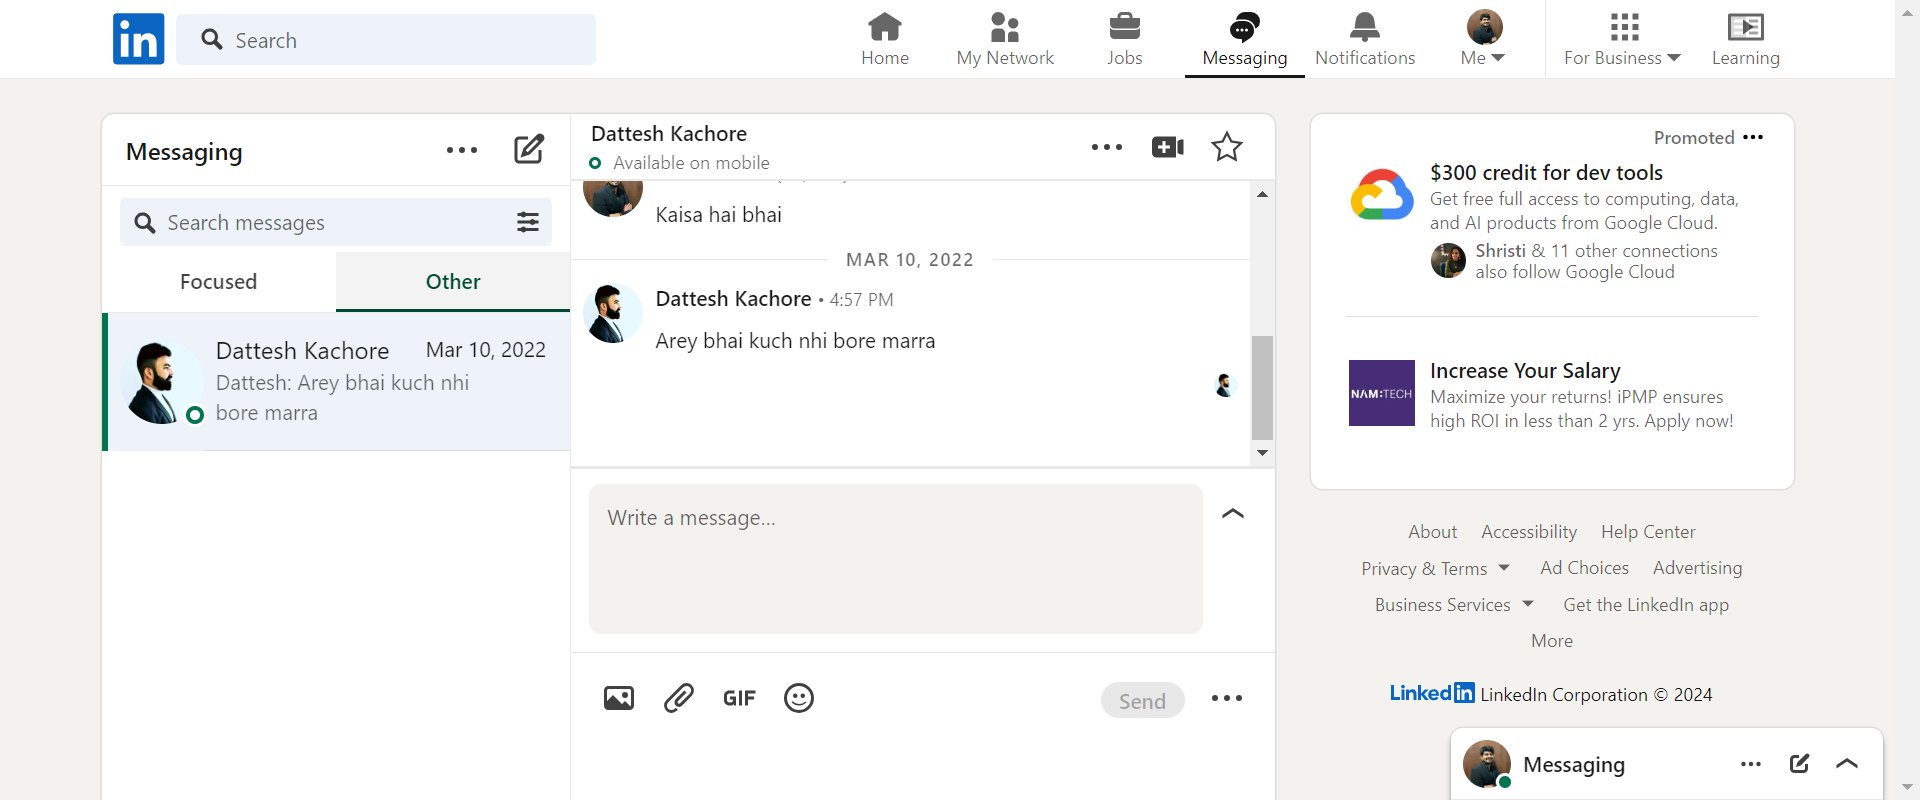 in
Search
Home
My Network
Jobs
Messaging
Notifications
Me
For Business
Learning
Messaging
Search messages
Focused
Other
Dattesh Kachore
Mar 10, 2022
Dattesh: Arey bhai kuch nhi
bore marra
Dattesh Kachore
Available on mobile
Kaisa hai bhai
MAR 10, 2022
Dattesh Kachore • 4:57 PM
Arey bhai kuch nhi bore marra
Write a message...
GIF
Send
Promoted
$300 credit for dev tools
Get free full access to computing, data,
and AI products from Google Cloud.
Shristi & 11 other connections
also follow Google Cloud
NAM:TECH
Increase Your Salary
Maximize your returns! iPMP ensures
high ROI in less than 2 yrs. Apply now!
About Accessibility Help Center
Privacy & Terms Ad Choices Advertising
Business Services Get the LinkedIn app
More
LinkedIn LinkedIn Corporation © 2024
Messaging